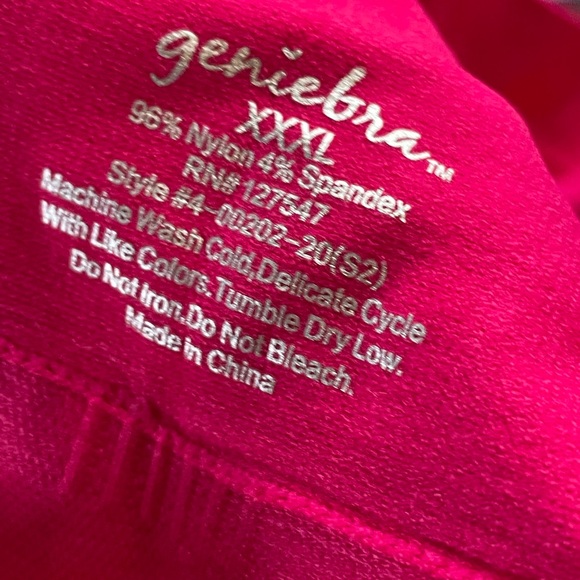 geniebra™
XXXL
96% Nylon 4% Spandex
RN# 127547
Style #4-00202-20(S2)
Machine Wash Cold,Delicate Cycle
With Like Colors.Tumble Dry Low.
Do Not Iron.Do Not Bleach.
Made in China